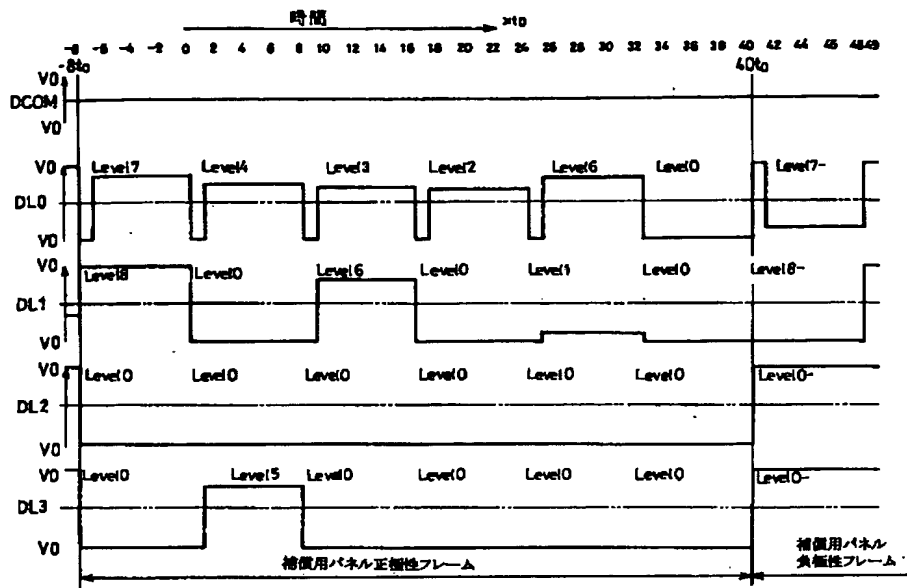 時間 ×t0
-8 -6 -4 -2 0 2 4 6 8 10 12 14 16 18 20 22 24 26 28 30 32 34 36 38 40 42 44 46 48 49
-8t0 40t0
V0
DCOM
V0
V0 Level7 Level4 Level3 Level2 Level6 Level0 Level7-
DL0
V0
V0 Level8 Level0 Level6 Level0 Level1 Level0 Level8-
DL1
V0
V0 Level0 Level0 Level0 Level0 Level0 Level0 Level0-
DL2
V0
V0 Level0 Level5 Level0 Level0 Level0 Level0 Level0-
DL3
V0
補償用パネル正極性フレーム
補償用パネル
負極性フレーム